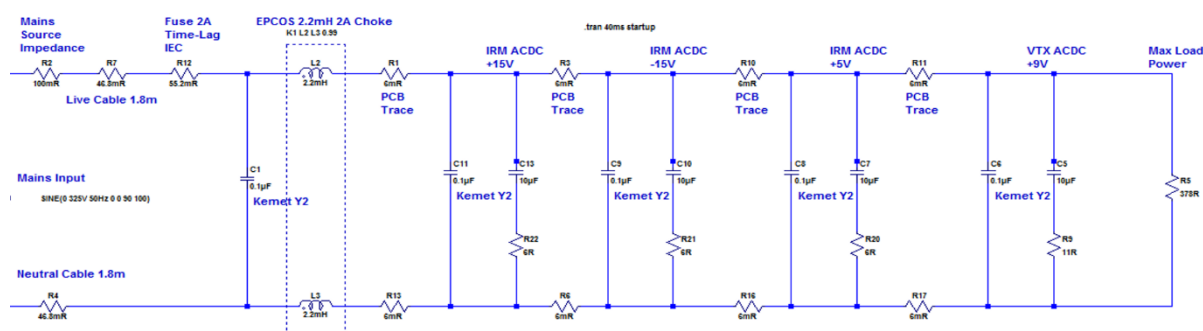 Mains
Source
Impedance
Fuse 2A
Time-Lag
IEC
EPCOS 2.2mH 2A Choke
K1 L2 L3 0.99
.tran 40ms startup
IRM ACDC
+15V
IRM ACDC
-15V
IRM ACDC
+5V
VTX ACDC
+9V
Max Load
Power
R2
100mR
R7
46.8mR
R12
55.2mR
L2
2.2mH
R1
6mR
R3
6mR
R10
6mR
R11
6mR
Live Cable 1.8m
PCB
Trace
PCB
Trace
PCB
Trace
PCB
Trace
C1
0.1µF
Kemet Y2
C11
0.1µF
Kemet Y2
C13
10µF
C9
0.1µF
Kemet Y2
C10
10µF
C8
0.1µF
Kemet Y2
C7
10µF
C6
0.1µF
Kemet Y2
C5
10µF
R5
378R
Mains Input
SINE(0 325V 50Hz 0 0 90 100)
R22
6R
R21
6R
R20
6R
R9
11R
Neutral Cable 1.8m
R4
46.8mR
L3
2.2mH
R13
6mR
R6
6mR
R16
6mR
R17
6mR